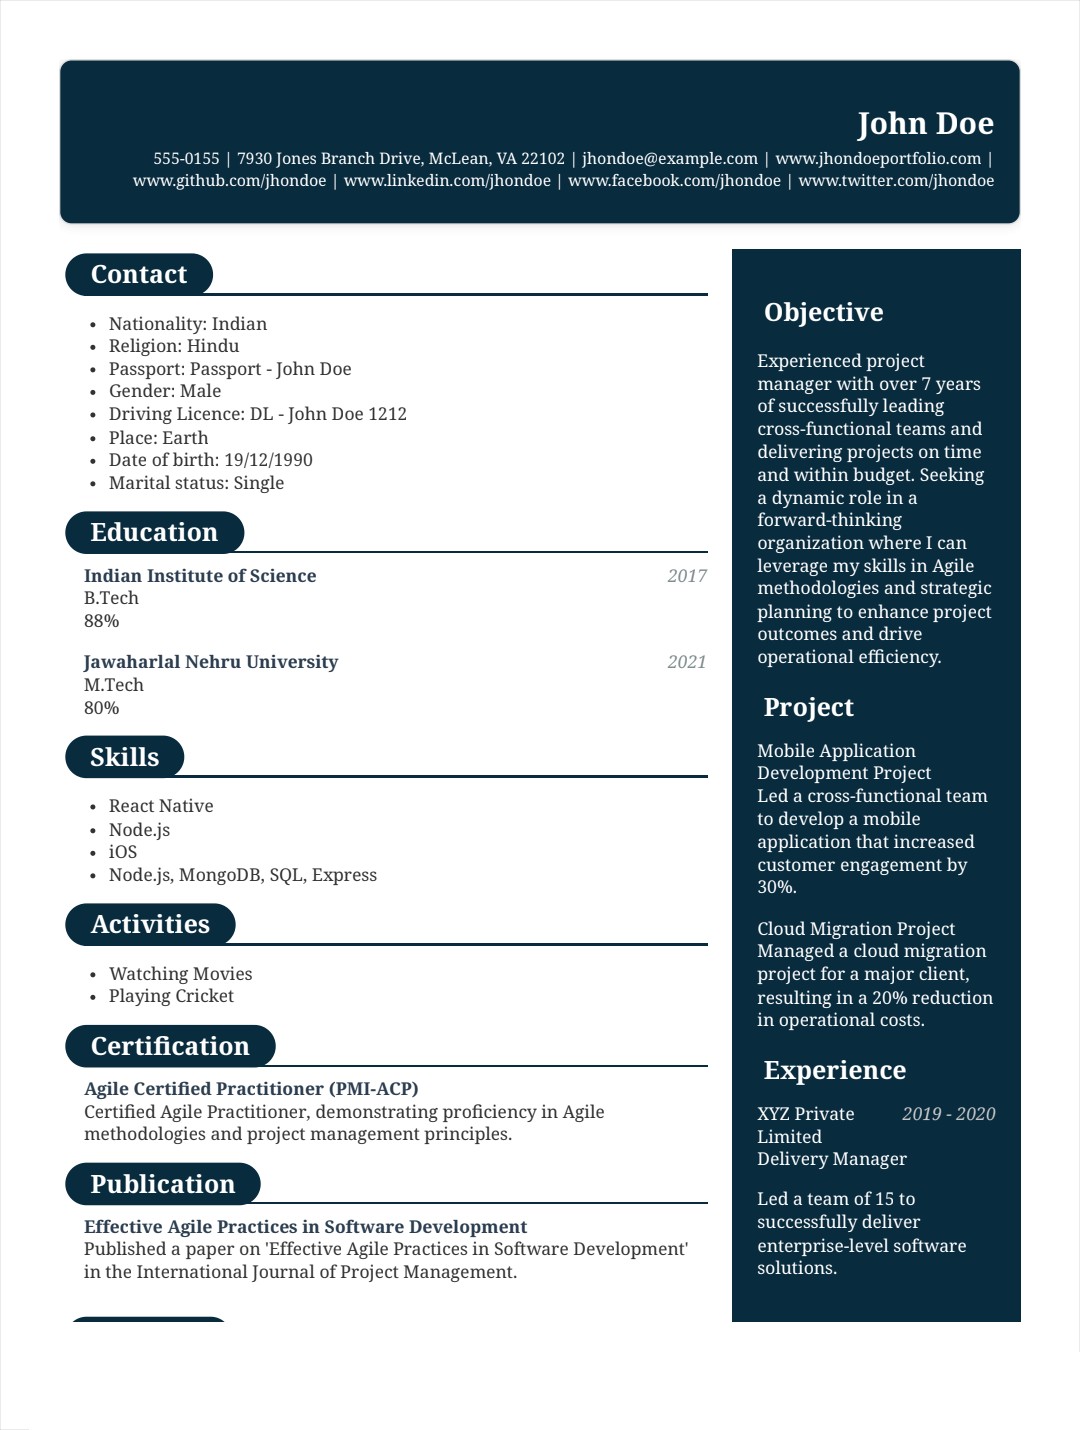 John Doe
555-0155 | 7930 Jones Branch Drive, McLean, VA 22102 | jhondoe@example.com | www.jhondoeportfolio.com |
www.github.com/jhondoe | www.linkedin.com/jhondoe | www.facebook.com/jhondoe | www.twitter.com/jhondoe
Contact
• Nationality: Indian
• Religion: Hindu
• Passport: Passport - John Doe
• Gender: Male
• Driving Licence: DL - John Doe 1212
• Place: Earth
• Date of birth: 19/12/1990
• Marital status: Single
Education
Indian Institute of Science 2017
B.Tech
88%
Jawaharlal Nehru University 2021
M.Tech
80%
Skills
• React Native
• Node.js
• iOS
• Node.js, MongoDB, SQL, Express
Activities
• Watching Movies
• Playing Cricket
Certification
Agile Certified Practitioner (PMI-ACP)
Certified Agile Practitioner, demonstrating proficiency in Agile
methodologies and project management principles.
Publication
Effective Agile Practices in Software Development
Published a paper on 'Effective Agile Practices in Software Development'
in the International Journal of Project Management.
Objective
Experienced project
manager with over 7 years
of successfully leading
cross-functional teams and
delivering projects on time
and within budget. Seeking
a dynamic role in a
forward-thinking
organization where I can
leverage my skills in Agile
methodologies and strategic
planning to enhance project
outcomes and drive
operational efficiency.
Project
Mobile Application
Development Project
Led a cross-functional team
to develop a mobile
application that increased
customer engagement by
30%.
Cloud Migration Project
Managed a cloud migration
project for a major client,
resulting in a 20% reduction
in operational costs.
Experience
XYZ Private 2019 - 2020
Limited
Delivery Manager
Led a team of 15 to
successfully deliver
enterprise-level software
solutions.